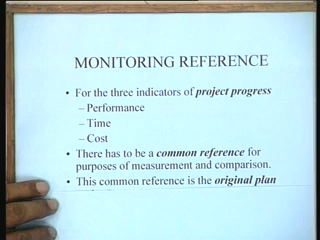 MONITORING REFERENCE
• For the three indicators of project progress
– Performance
– Time
– Cost
• There has to be a common reference for
purposes of measurement and comparison.
• This common reference is the original plan